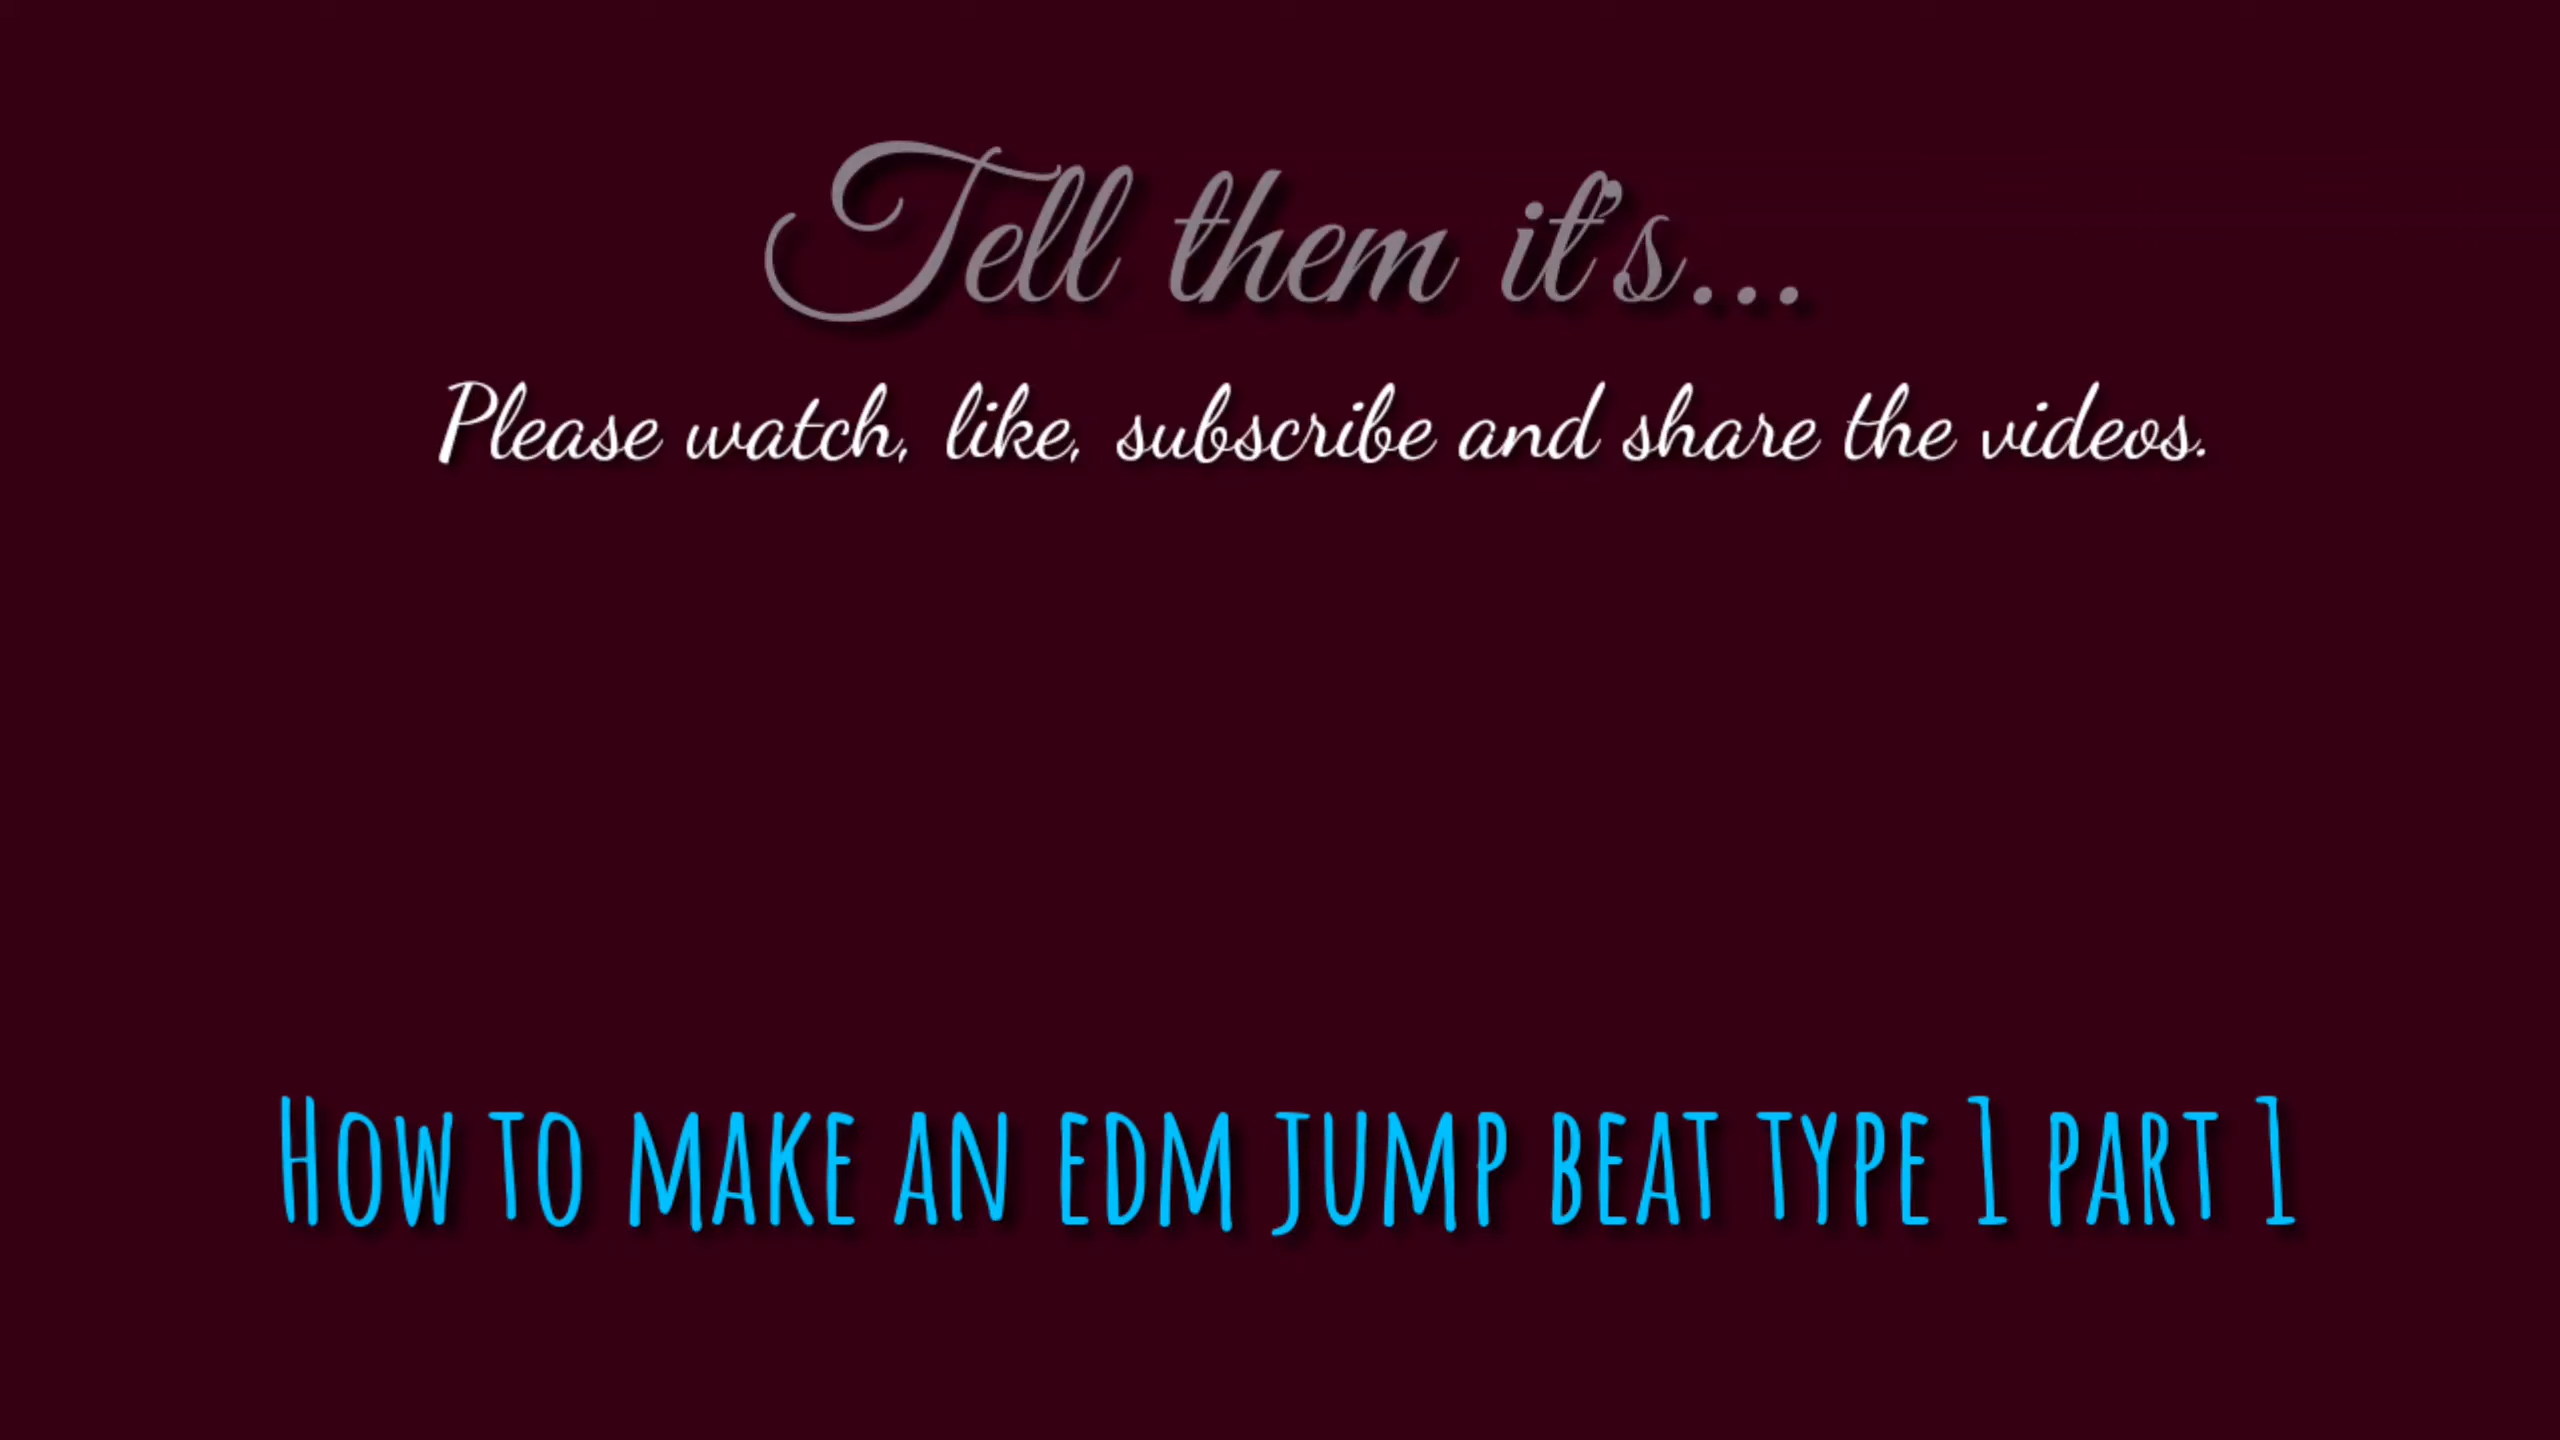 Tell them it's...
Please watch, like, subscribe and share the videos.
How to make an edm jump beat type 1 part 1